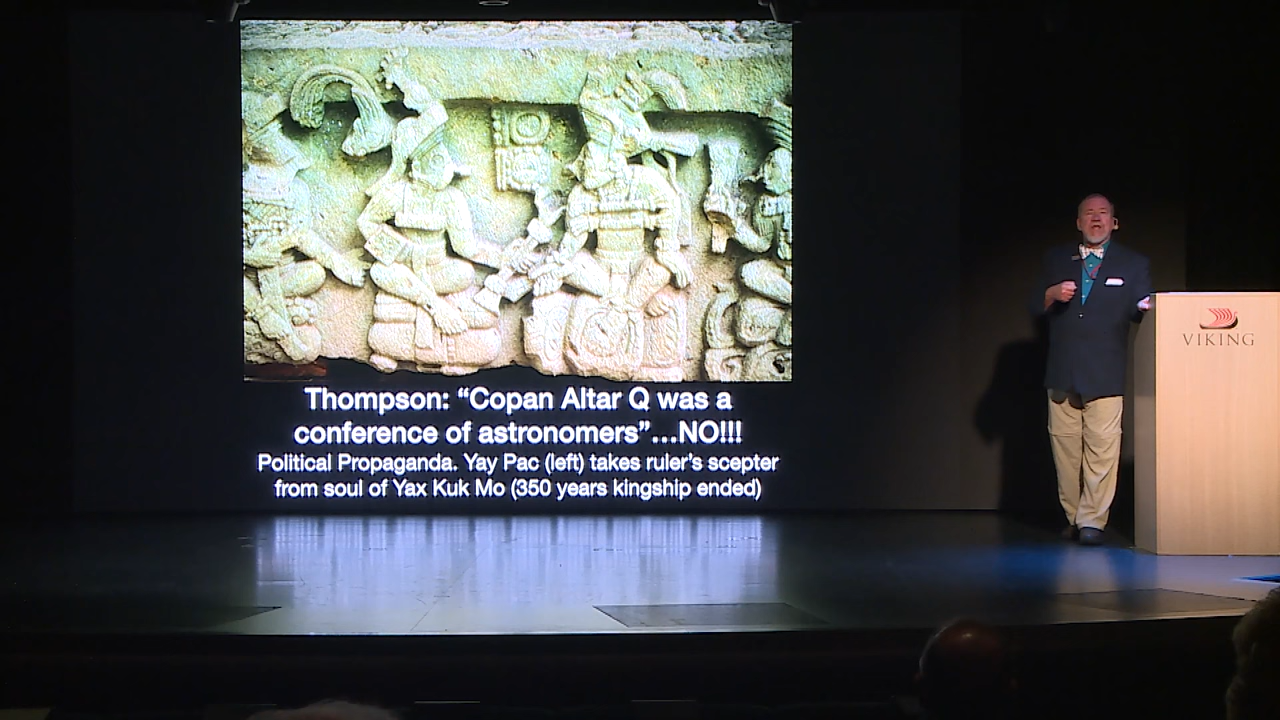 Thompson: “Copan Altar Q was a
conference of astronomers”...NO!!!
Political Propaganda. Yay Pac (left) takes ruler’s scepter
from soul of Yax Kuk Mo (350 years kingship ended)
VIKING